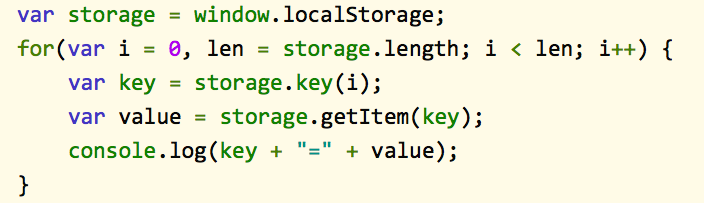 var storage = window.localStorage;
for(var i = 0, len = storage.length; i < len; i++) {
    var key = storage.key(i);
    var value = storage.getItem(key);
    console.log(key + "=" + value);
}